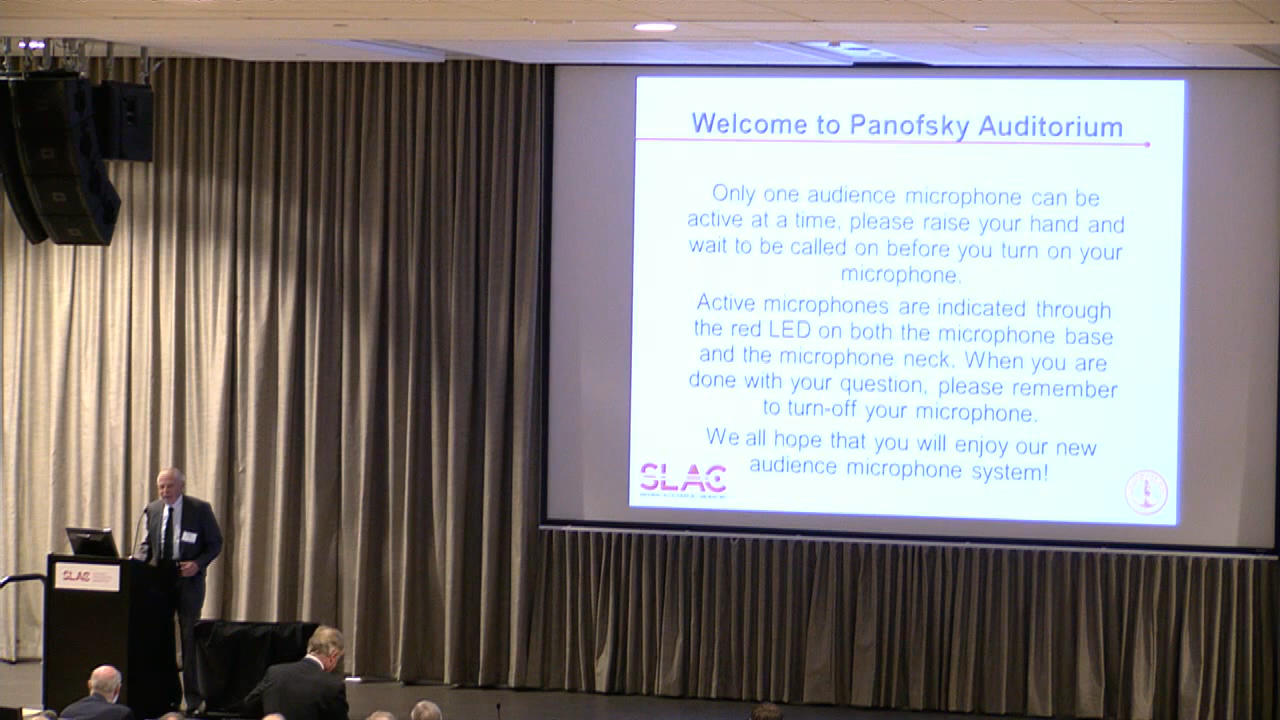 Welcome to Panofsky Auditorium
Only one audience microphone can be
active at a time, please raise your hand and
wait to be called on before you turn on your
microphone.
Active microphones are indicated through
the red LED on both the microphone base
and the microphone neck. When you are
done with your question, please remember
to turn-off your microphone.
We all hope that you will enjoy our new
audience microphone system!
SLAC
SLAC